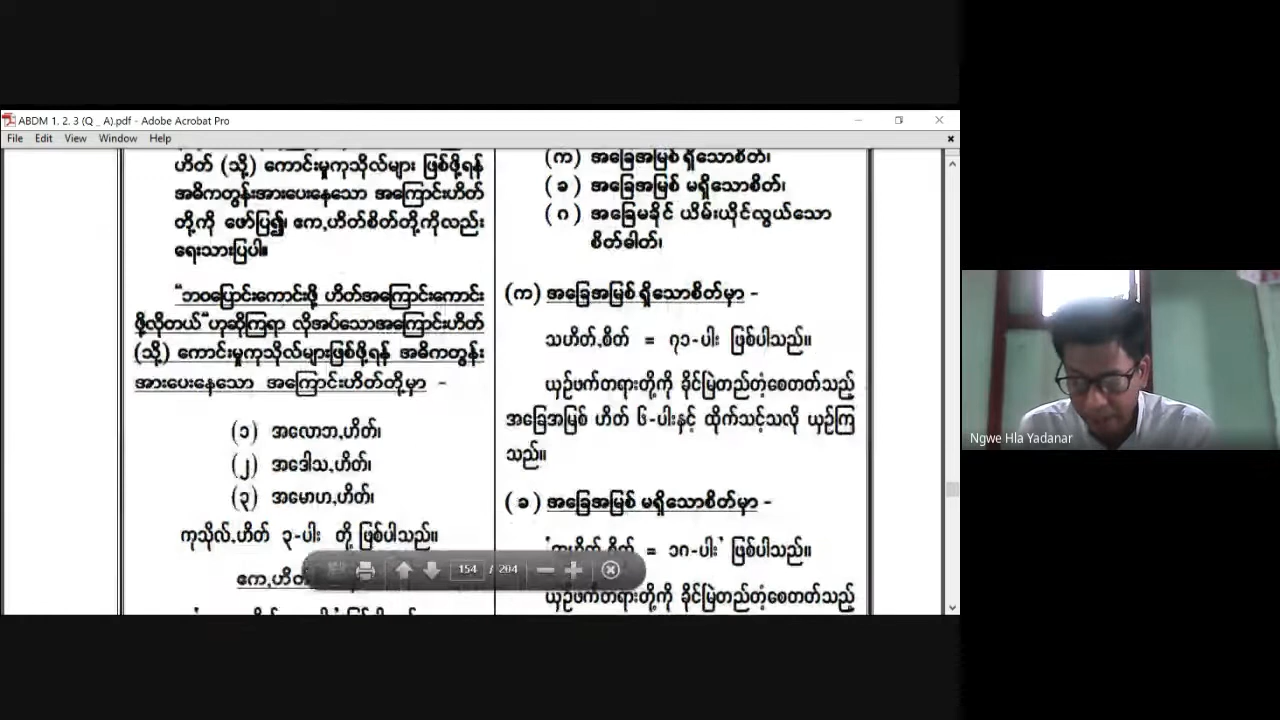 ABDM 1. 2. 3 (Q _ A).pdf - Adobe Acrobat Pro
File Edit View Window Help
ဟိတ် (သို့) ကောင်းမှုကုသိုလ်များ ဖြစ်ဖို့ရန်
အဓိကတွန်းအားပေးနေသော အကြောင်းဟိတ်
တို့ကို ဖော်ပြ၍၊ ဧက,ဟိတ်စိတ်တို့ကိုလည်း
ရေးသားပြပါ။
“ဘဝပြောင်းကောင်းဖို့ ဟိတ်အကြောင်းကောင်း
ဖို့လိုတယ်“ဟုဆိုကြရာ လိုအပ်သောအကြောင်းဟိတ်
(သို့) ကောင်းမှုကုသိုလ်များဖြစ်ဖို့ရန် အဓိကတွန်း
အားပေးနေသော အကြောင်းဟိတ်တို့မှာ -
(၁) အလောဘ,ဟိတ်၊
(၂) အဒေါသ,ဟိတ်၊
(၃) အမောဟ,ဟိတ်၊
ကုသိုလ်,ဟိတ် ၃-ပါး တို့ ဖြစ်ပါသည်။
ဧက,ဟိတ်
(က) အခြေအမြစ် ရှိသောစိတ်၊
(ခ) အခြေအမြစ် မရှိသောစိတ်၊
(ဂ) အခြေမခိုင် ယိမ်းယိုင်လွယ်သော
စိတ်ဓါတ်၊
(က) အခြေအမြစ် ရှိသောစိတ်မှာ -
သဟိတ်,စိတ် = ၇၁-ပါး ဖြစ်ပါသည်။
ယှဉ်ဖက်တရားတို့ကို ခိုင်မြဲတည်တံ့စေတတ်သည့်
အခြေအမြစ် ဟိတ် ၆-ပါးနှင့် ထိုက်သင့်သလို ယှဉ်ကြ
သည်။
(ခ) အခြေအမြစ် မရှိသောစိတ်မှာ -
= ၁၈-ပါး’ ဖြစ်ပါသည်။
ယှဉ်ဖက်တရားတို့ကို ခိုင်မြဲတည်တံ့စေတတ်သည့်
154 / 204
Ngwe Hla Yadanar